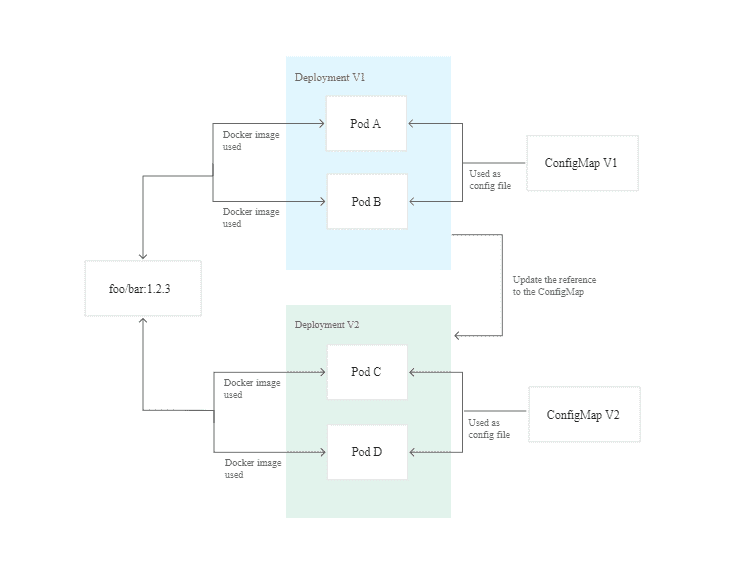 Deployment V1
Pod A
Docker image
used
ConfigMap V1
Used as
config file
Pod B
Docker image
used
Update the reference
to the ConfigMap
foo/bar:1.2.3
Deployment V2
Pod C
Docker image
used
ConfigMap V2
Used as
config file
Pod D
Docker image
used